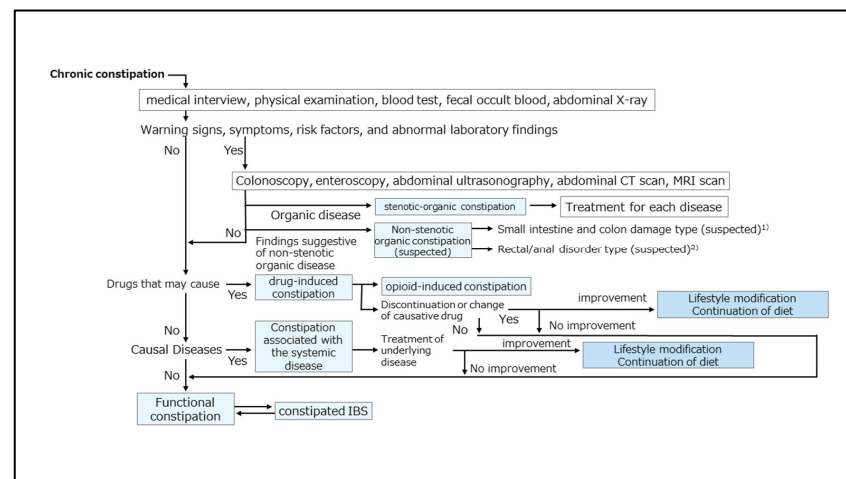 Chronic constipation
medical interview, physical examination, blood test, fecal occult blood, abdominal X-ray
Warning signs, symptoms, risk factors, and abnormal laboratory findings
No
Yes
Colonoscopy, enteroscopy, abdominal ultrasonography, abdominal CT scan, MRI scan
Organic disease
stenotic-organic constipation
Treatment for each disease
No
Findings suggestive
of non-stenotic
organic disease
Non-stenotic
organic constipation
(suspected)
Small intestine and colon damage type (suspected)1)
Rectal/anal disorder type (suspected)2)
Drugs that may cause
Yes
drug-induced
constipation
opioid-induced constipation
Discontinuation or change
of causative drug
Yes
improvement
Lifestyle modification
Continuation of diet
No
No improvement
No
Causal Diseases
Yes
Constipation
associated with
the systemic
disease
Treatment of
underlying
disease
improvement
Lifestyle modification
Continuation of diet
No improvement
No
Functional
constipation
constipated IBS